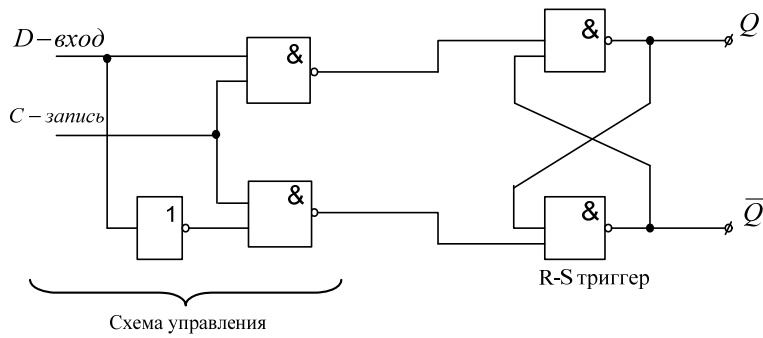 D – вход
&
&
Q
C – запись
1
&
&
Q̅
R-S триггер
Схема управления